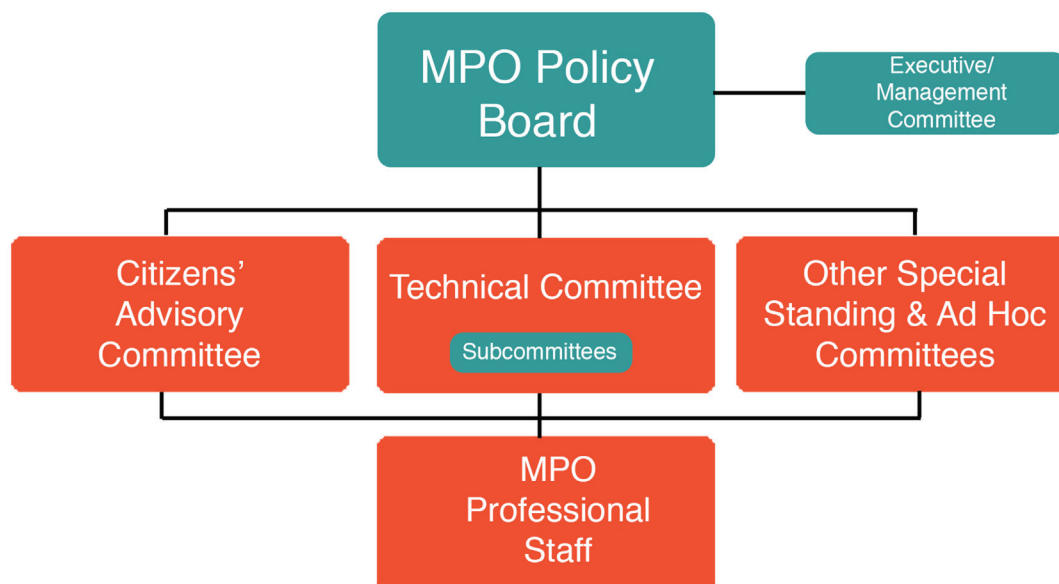 MPO Policy
Board
Executive/
Management
Committee
Citizens’
Advisory
Committee
Technical Committee
Subcommittees
Other Special
Standing & Ad Hoc
Committees
MPO
Professional
Staff